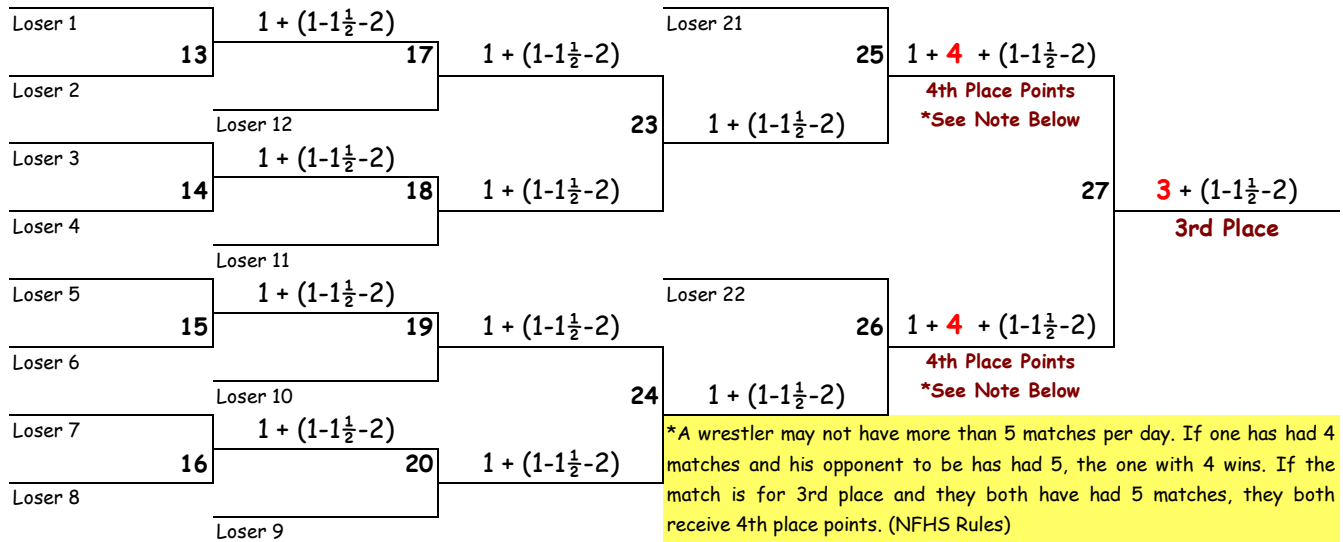 Loser 1
1 + (1-1½-2)
Loser 21
13
17
1 + (1-1½-2)
25
1 + 4 + (1-1½-2)
Loser 2
4th Place Points
*See Note Below
Loser 12
23
1 + (1-1½-2)
Loser 3
1 + (1-1½-2)
14
18
1 + (1-1½-2)
27
3 + (1-1½-2)
Loser 4
3rd Place
Loser 11
Loser 5
1 + (1-1½-2)
Loser 22
15
19
1 + (1-1½-2)
26
1 + 4 + (1-1½-2)
Loser 6
4th Place Points
*See Note Below
Loser 10
24
1 + (1-1½-2)
Loser 7
1 + (1-1½-2)
16
20
1 + (1-1½-2)
Loser 8
Loser 9
*A wrestler may not have more than 5 matches per day. If one has had 4
matches and his opponent to be has had 5, the one with 4 wins. If the
match is for 3rd place and they both have had 5 matches, they both
receive 4th place points. (NFHS Rules)